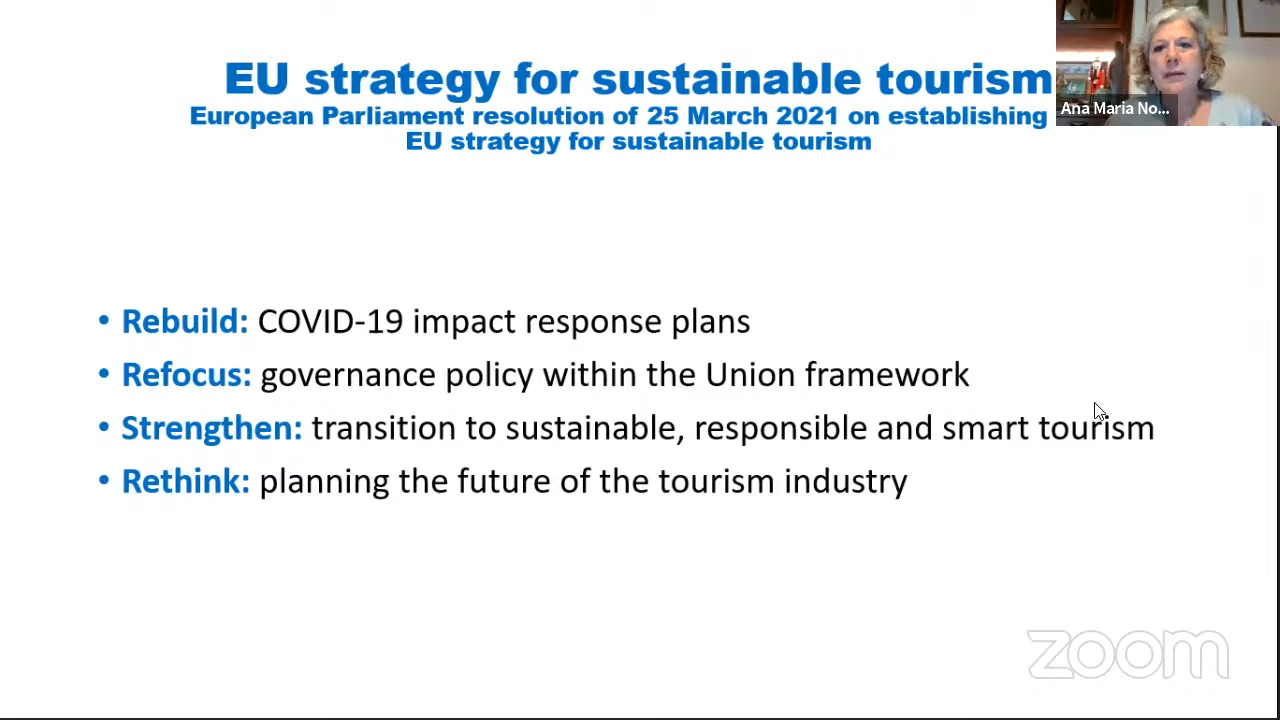 EU strategy for sustainable tourism
European Parliament resolution of 25 March 2021 on establishing
EU strategy for sustainable tourism
Ana Maria No...
• Rebuild: COVID-19 impact response plans
• Refocus: governance policy within the Union framework
• Strengthen: transition to sustainable, responsible and smart tourism
• Rethink: planning the future of the tourism industry
zoom